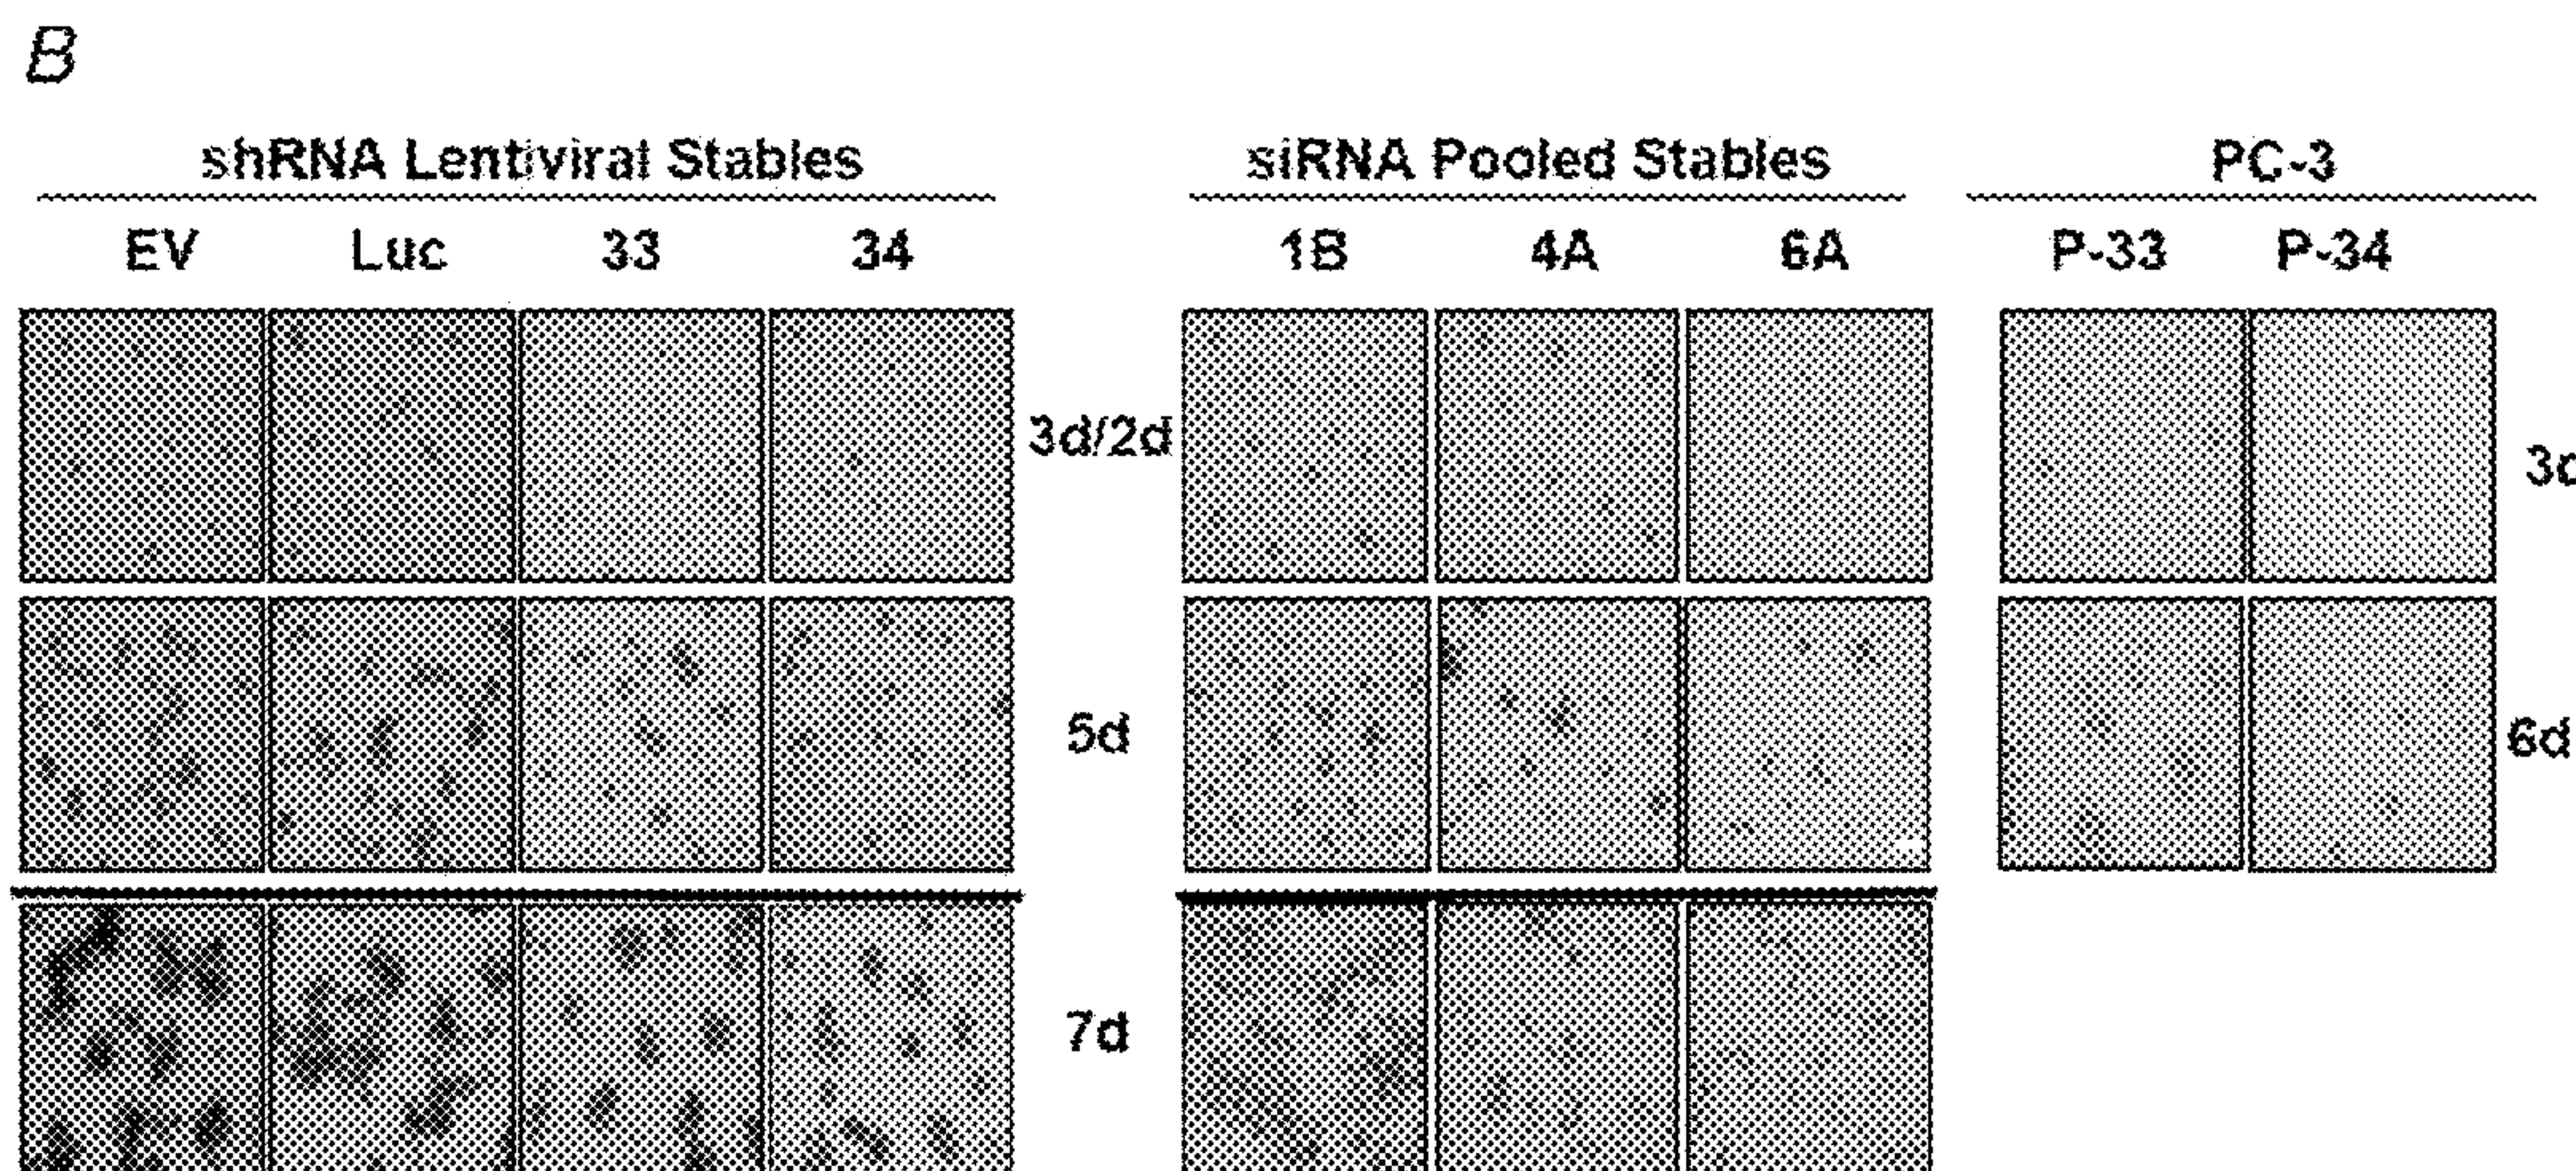 B
shRNA Lentiviral Stables siRNA Pooled Stables PC-3
EV Luc 33 34 1B 4A 6A P-33 P-34
3d/2d
5d 6d
7d